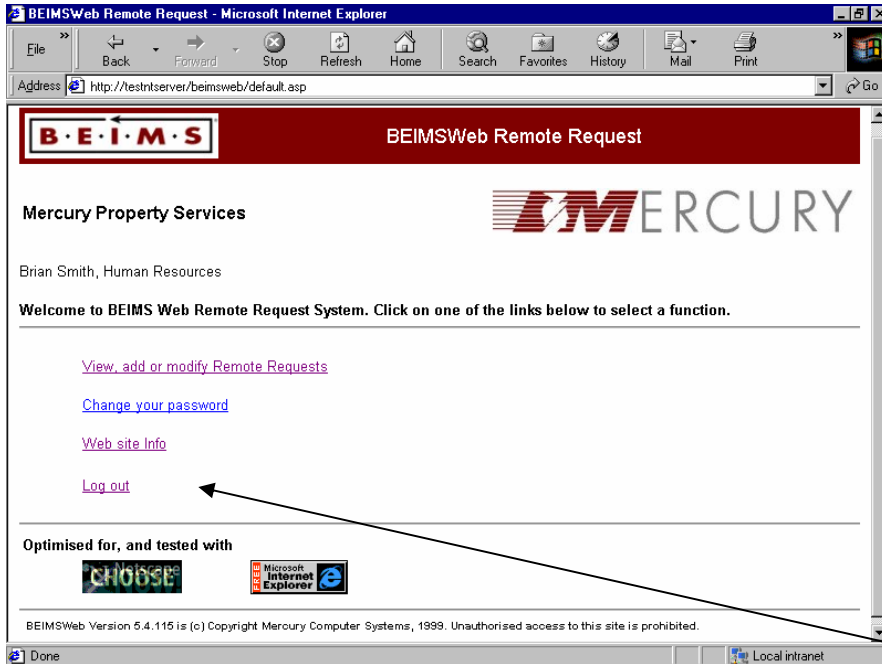 BEIMSWeb Remote Request - Microsoft Internet Explorer
File » Back Forward Stop Refresh Home Search Favorites History Mail Print »
Address http://testntserver/beimsweb/default.asp Go
B·E·I·M·S BEIMSWeb Remote Request
Mercury Property Services MERCURY
Brian Smith, Human Resources
Welcome to BEIMS Web Remote Request System. Click on one of the links below to select a function.
View, add or modify Remote Requests
Change your password
Web site Info
Log out
Optimised for, and tested with
Netscape CHOOSE FREE Microsoft Internet Explorer
BEIMSWeb Version 5.4.115 is (c) Copyright Mercury Computer Systems, 1999. Unauthorised access to this site is prohibited.
Done Local intranet